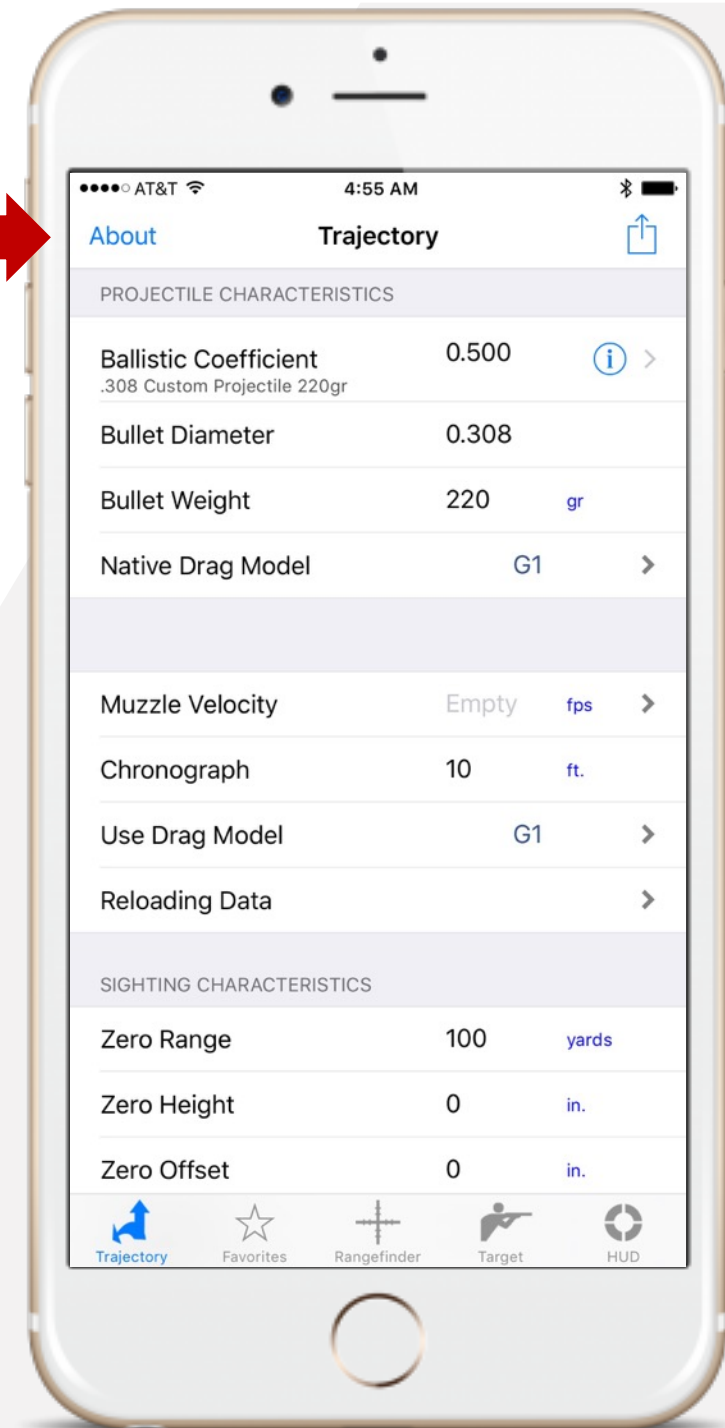 AT&T 4:55 AM
About Trajectory
PROJECTILE CHARACTERISTICS
Ballistic Coefficient 0.500
.308 Custom Projectile 220gr
Bullet Diameter 0.308
Bullet Weight 220 gr
Native Drag Model G1
Muzzle Velocity Empty fps
Chronograph 10 ft.
Use Drag Model G1
Reloading Data
SIGHTING CHARACTERISTICS
Zero Range 100 yards
Zero Height 0 in.
Zero Offset 0 in.
Trajectory Favorites Rangefinder Target HUD